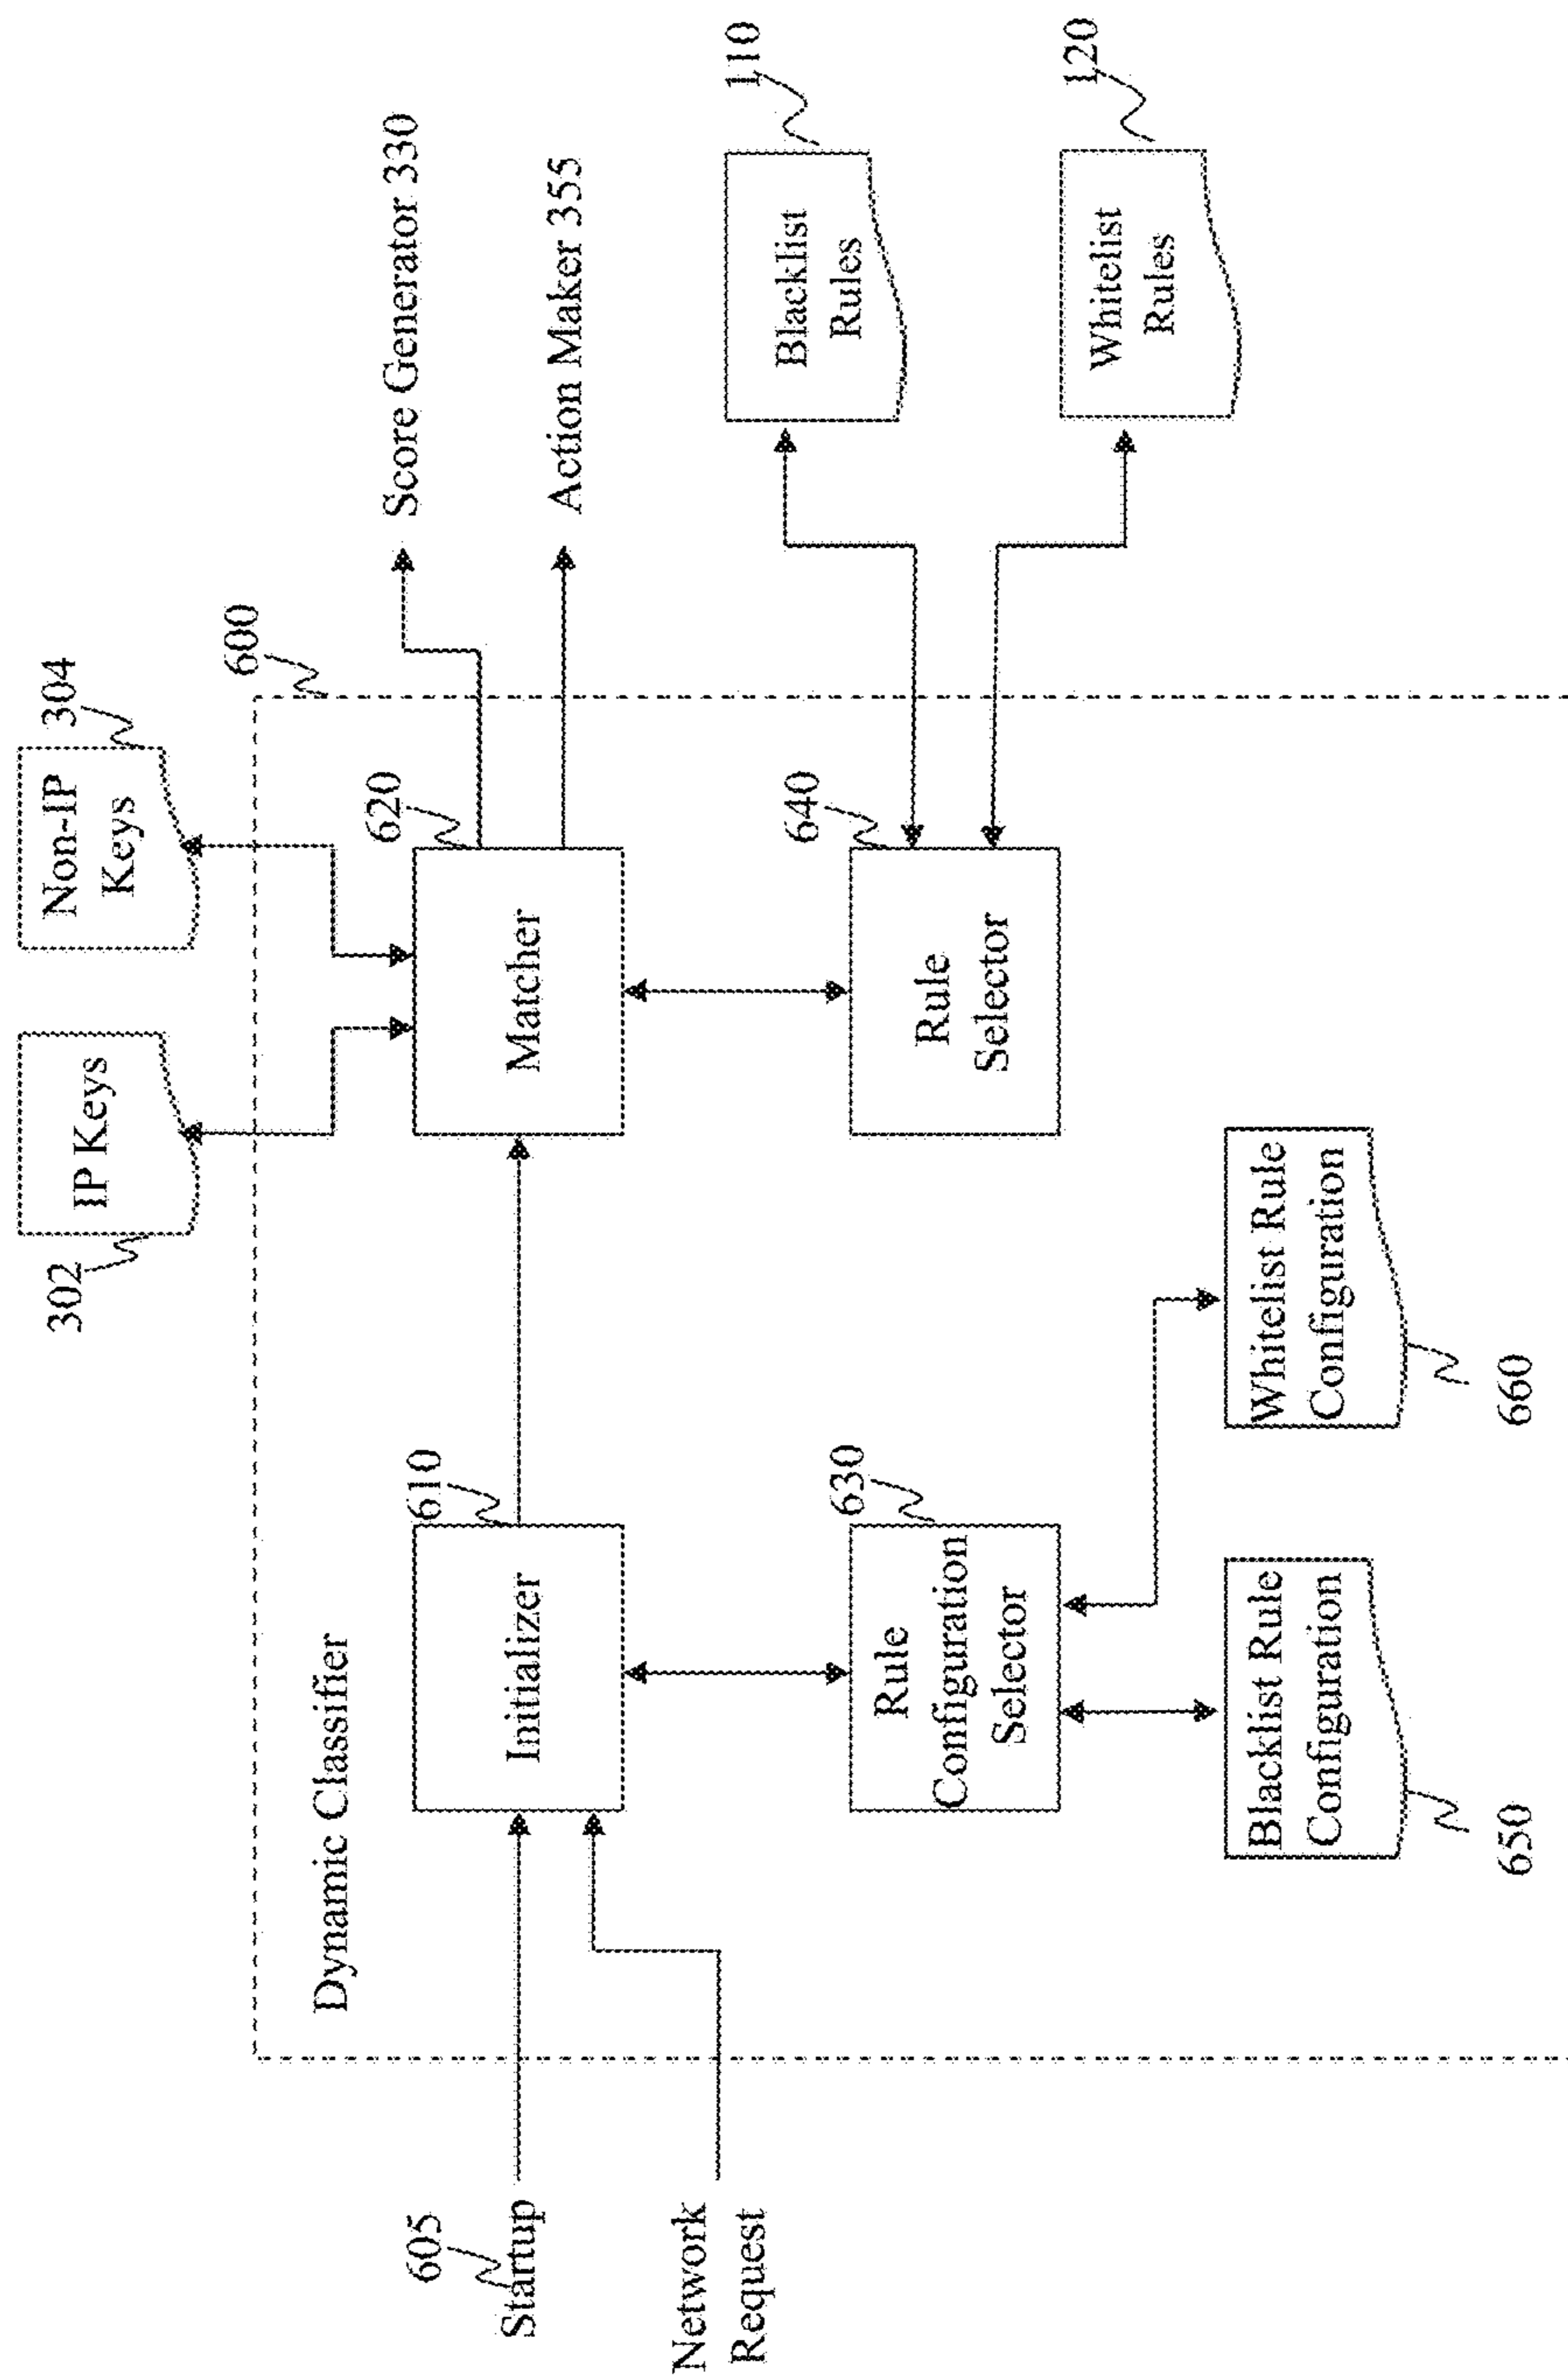 302
IP Keys
Non-IP
Keys
304
600
Dynamic Classifier
605
Startup
Network
Request
610
Initializer
620
Matcher
Score Generator 330
Action Maker 355
630
Rule
Configuration
Selector
640
Rule
Selector
110
Blacklist
Rules
120
Whitelist
Rules
Blacklist Rule
Configuration
650
Whitelist Rule
Configuration
660